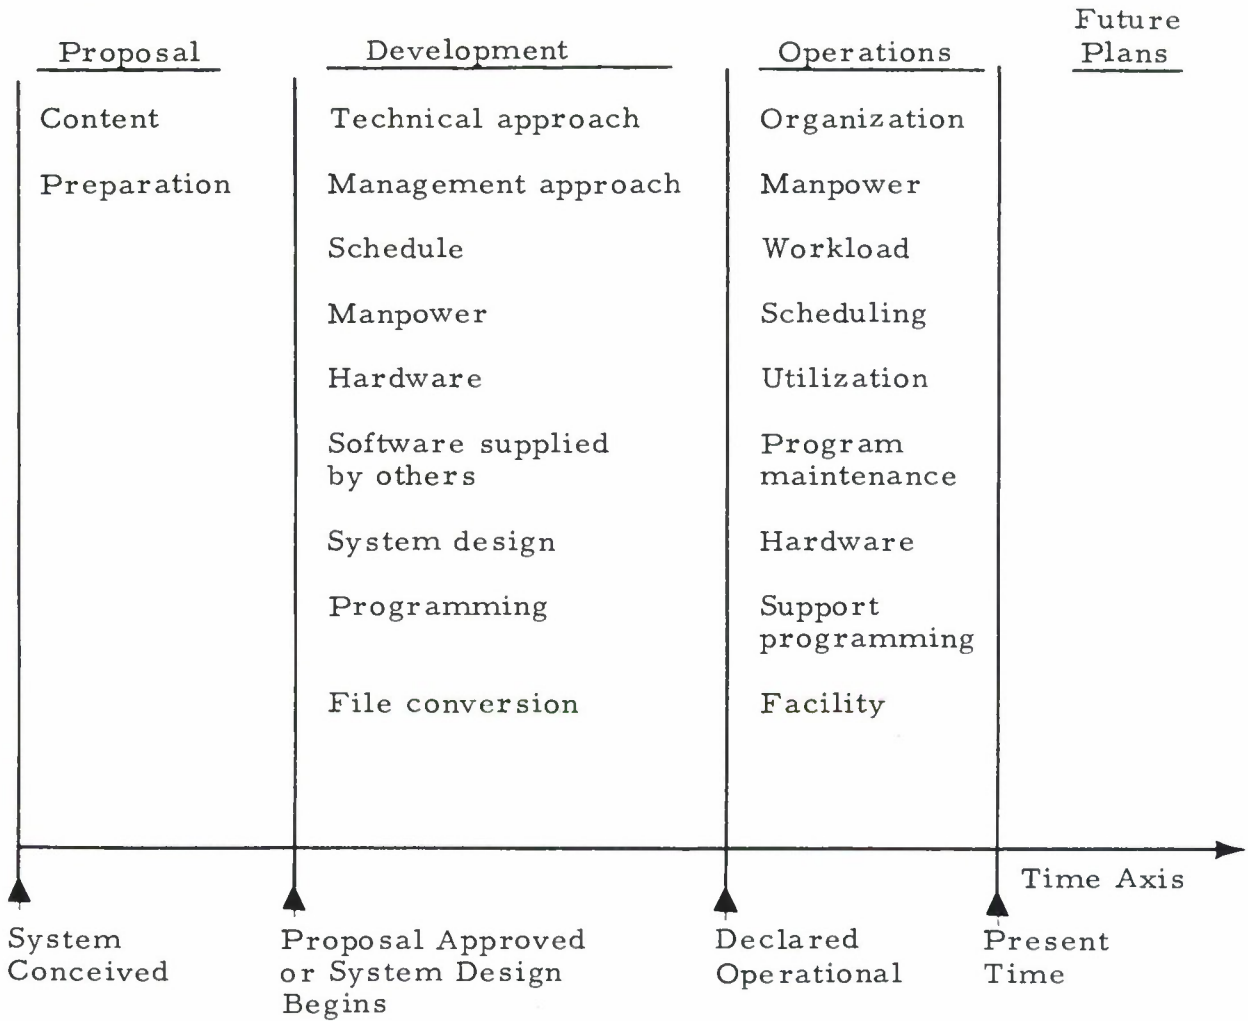 Proposal
Content
Preparation
Development
Technical approach
Management approach
Schedule
Manpower
Hardware
Software supplied
by others
System design
Programming
File conversion
Operations
Organization
Manpower
Workload
Scheduling
Utilization
Program
maintenance
Hardware
Support
programming
Facility
Future
Plans
Time Axis
System
Conceived
Proposal Approved
or System Design
Begins
Declared
Operational
Present
Time